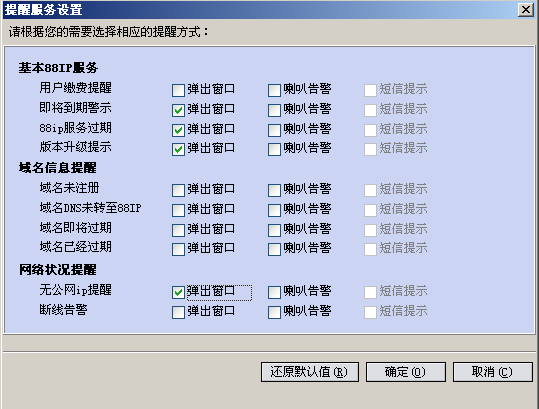 提醒服务设置
请根据您的需要选择相应的提醒方式：
基本88IP服务
用户缴费提醒 弹出窗口 喇叭告警 短信提示
即将到期警示 弹出窗口 喇叭告警 短信提示
88ip服务过期 弹出窗口 喇叭告警 短信提示
版本升级提示 弹出窗口 喇叭告警 短信提示
域名信息提醒
域名未注册 弹出窗口 喇叭告警 短信提示
域名DNS未转至88IP 弹出窗口 喇叭告警 短信提示
域名即将过期 弹出窗口 喇叭告警 短信提示
域名已经过期 弹出窗口 喇叭告警 短信提示
网络状况提醒
无公网ip提醒 弹出窗口 喇叭告警 短信提示
断线告警 弹出窗口 喇叭告警 短信提示
还原默认值(R) 确定(O) 取消(C)